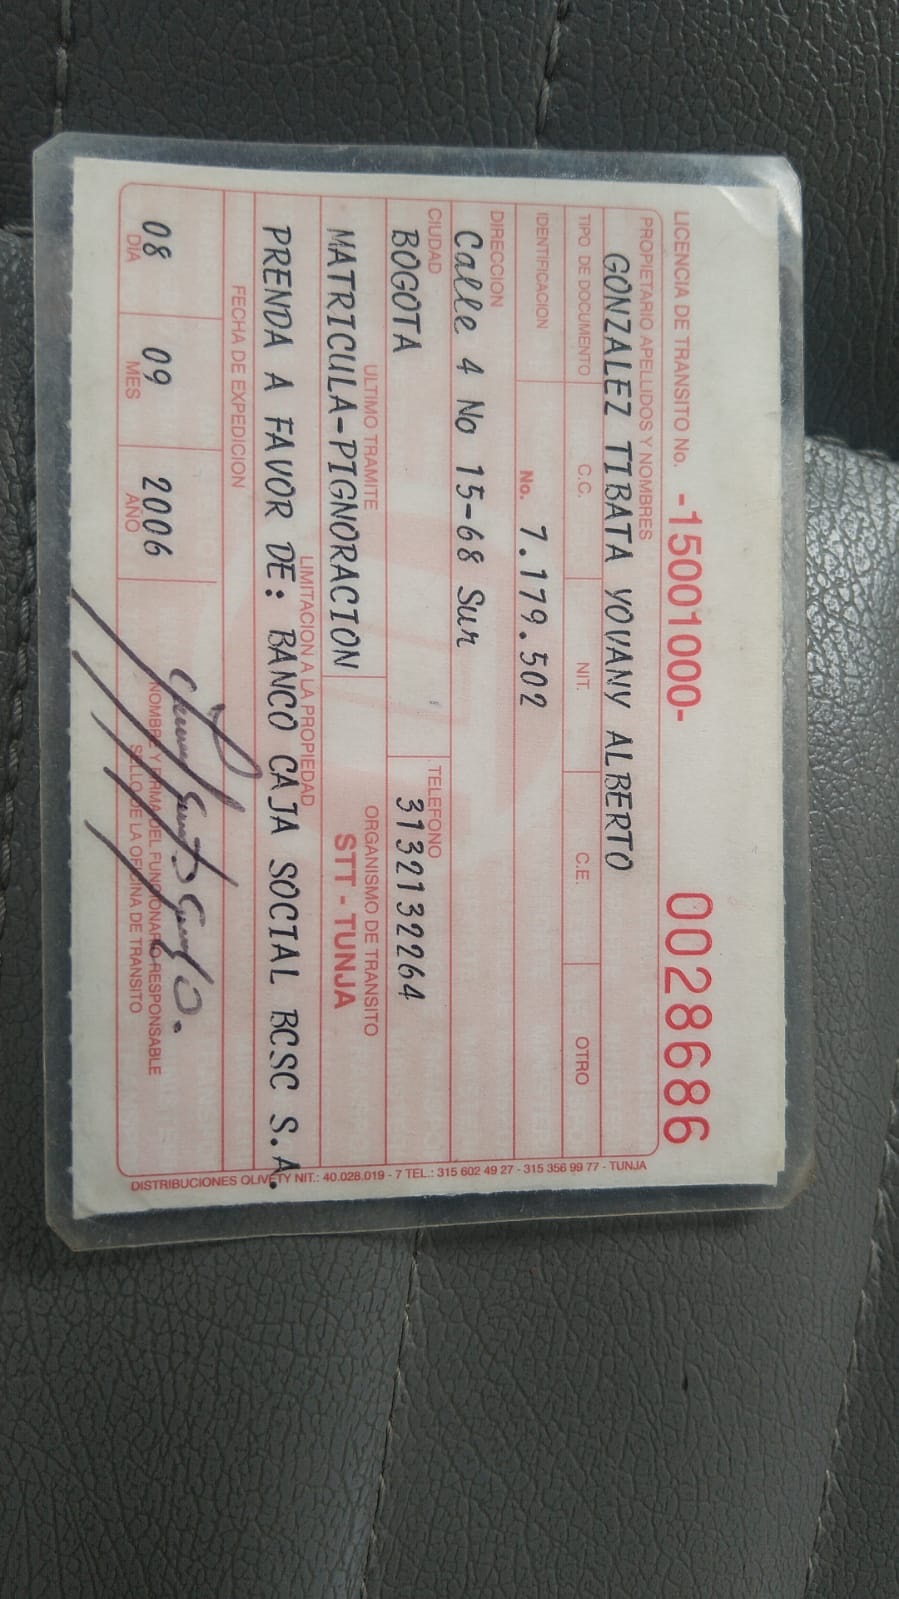 LICENCIA DE TRANSITO No. -15001000- 0028686
PROPIETARIO APELLIDOS Y NOMBRES
GONZALEZ TIBATA YOVANY ALBERTO
TIPO DE DOCUMENTO C.C. NIT. C.E. OTRO
IDENTIFICACION No. 7.179.502
DIRECCION
Calle 4 No 15-68 Sur
CIUDAD TELEFONO
BOGOTA 3132132264
ULTIMO TRAMITE ORGANISMO DE TRANSITO
MATRICULA-PIGNORACION STT - TUNJA
LIMITACION A LA PROPIEDAD
PRENDA A FAVOR DE: BANCO CAJA SOCIAL BCSC S.A.
FECHA DE EXPEDICION
08 09 2006
DIA MES AÑO
NOMBRE Y FIRMA DEL FUNCIONARIO RESPONSABLE
SELLO DE LA OFICINA DE TRANSITO
DISTRIBUCIONES OLIVETY NIT.: 40.028.019 - 7 TEL.: 315 602 49 27 - 315 356 99 77 - TUNJA